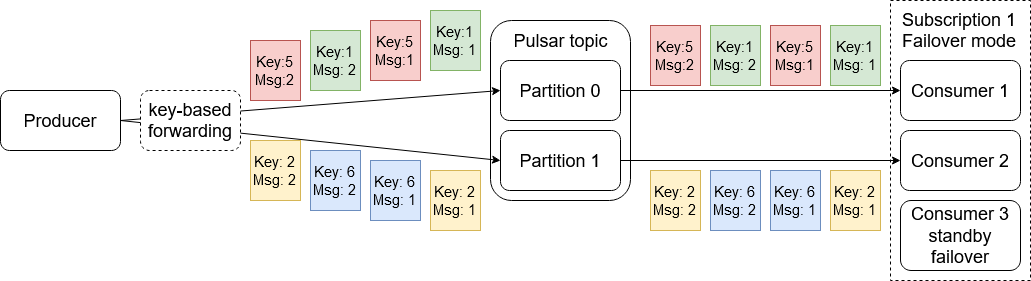 Producer
key-based
forwarding
Key:5
Msg:2
Key:1
Msg: 2
Key:5
Msg:1
Key:1
Msg: 1
Key: 2
Msg: 2
Key: 6
Msg: 2
Key: 6
Msg: 1
Key: 2
Msg: 1
Pulsar topic
Partition 0
Partition 1
Key:5
Msg:2
Key:1
Msg: 2
Key:5
Msg:1
Key:1
Msg: 1
Key: 2
Msg: 2
Key: 6
Msg: 2
Key: 6
Msg: 1
Key: 2
Msg: 1
Subscription 1
Failover mode
Consumer 1
Consumer 2
Consumer 3
standby
failover